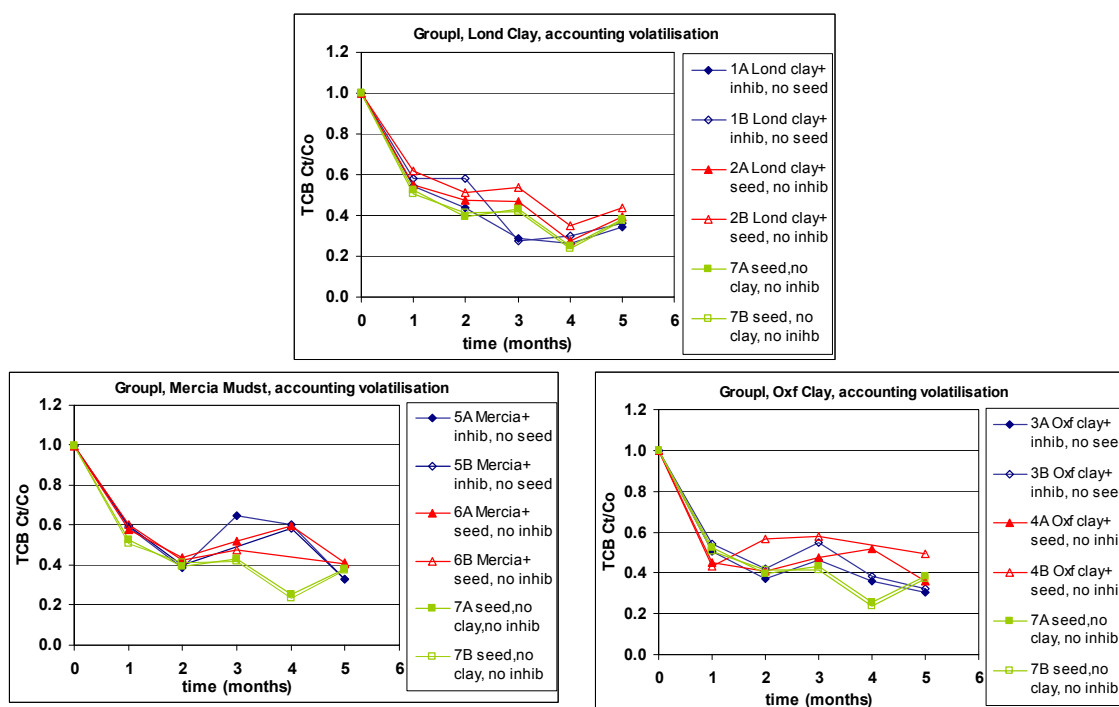 GroupI, Lond Clay, accounting volatilisation
1.2
1.0
0.8
0.6
0.4
0.2
0.0
TCB Ct/Co
0 1 2 3 4 5 6
time (months)
1A Lond clay+
inhib, no seed
1B Lond clay+
inhib, no seed
2A Lond clay+
seed, no inhib
2B Lond clay+
seed, no inhib
7A seed,no
clay, no inhib
7B seed, no
clay, no inihb
GroupI, Mercia Mudst, accounting volatilisation
1.2
1.0
0.8
0.6
0.4
0.2
0.0
TCB Ct/Co
0 1 2 3 4 5 6
time (months)
5A Mercia+
inhib, no seed
5B Mercia+
inhib, no seed
6A Mercia+
seed, no inhib
6B Mercia+
seed, no inhib
7A seed,no
clay,no inhib
7B seed,no
clay, no inhib
GroupI, Oxf Clay, accounting volatilisation
1.2
1.0
0.8
0.6
0.4
0.2
0.0
TCB Ct/Co
0 1 2 3 4 5 6
time (months)
3A Oxf clay+
inhib, no see
3B Oxf clay+
inhib, no see
4A Oxf clay+
seed, no inhi
4B Oxf clay+
seed, no inhi
7A seed,no
clay, no inhib
7B seed,no
clay, no inhib